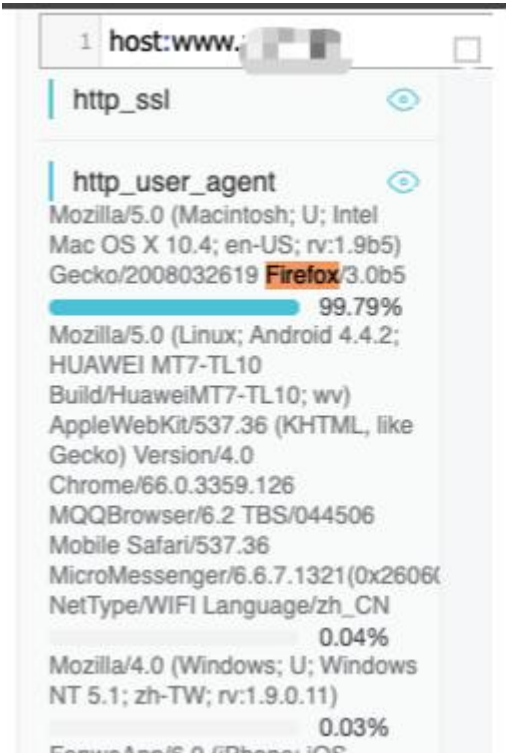 1 host:www.
http_ssl
http_user_agent
Mozilla/5.0 (Macintosh; U; Intel
Mac OS X 10.4; en-US; rv:1.9b5)
Gecko/2008032619 Firefox/3.0b5
99.79%
Mozilla/5.0 (Linux; Android 4.4.2;
HUAWEI MT7-TL10
Build/HuaweiMT7-TL10; wv)
AppleWebKit/537.36 (KHTML, like
Gecko) Version/4.0
Chrome/66.0.3359.126
MQQBrowser/6.2 TBS/044506
Mobile Safari/537.36
MicroMessenger/6.6.7.1321(0x2606
NetType/WIFI Language/zh_CN
0.04%
Mozilla/4.0 (Windows; U; Windows
NT 5.1; zh-TW; rv:1.9.0.11)
0.03%
(iPhone; iOS